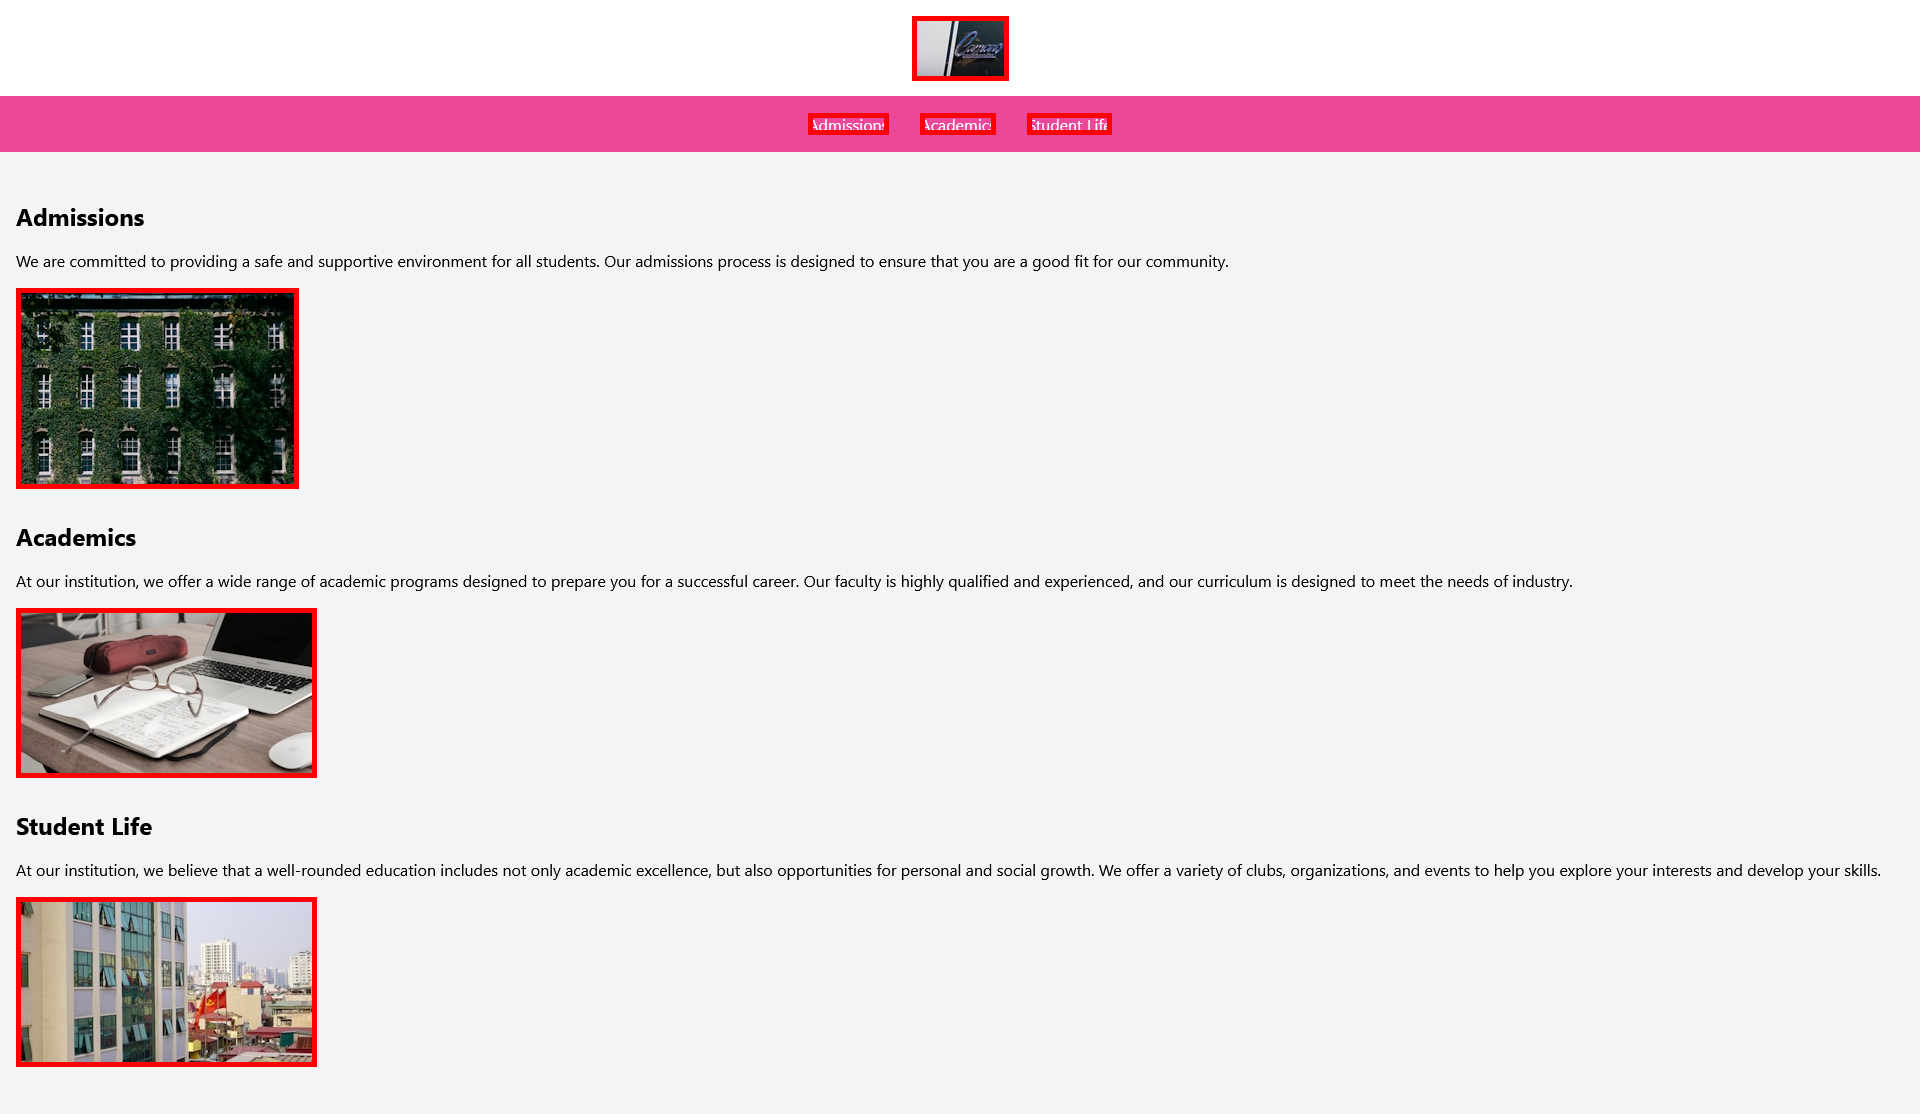 Camaro
Admissions Academics Student Life
Admissions
We are committed to providing a safe and supportive environment for all students. Our admissions process is designed to ensure that you are a good fit for our community.
Academics
At our institution, we offer a wide range of academic programs designed to prepare you for a successful career. Our faculty is highly qualified and experienced, and our curriculum is designed to meet the needs of industry.
Student Life
At our institution, we believe that a well-rounded education includes not only academic excellence, but also opportunities for personal and social growth. We offer a variety of clubs, organizations, and events to help you explore your interests and develop your skills.